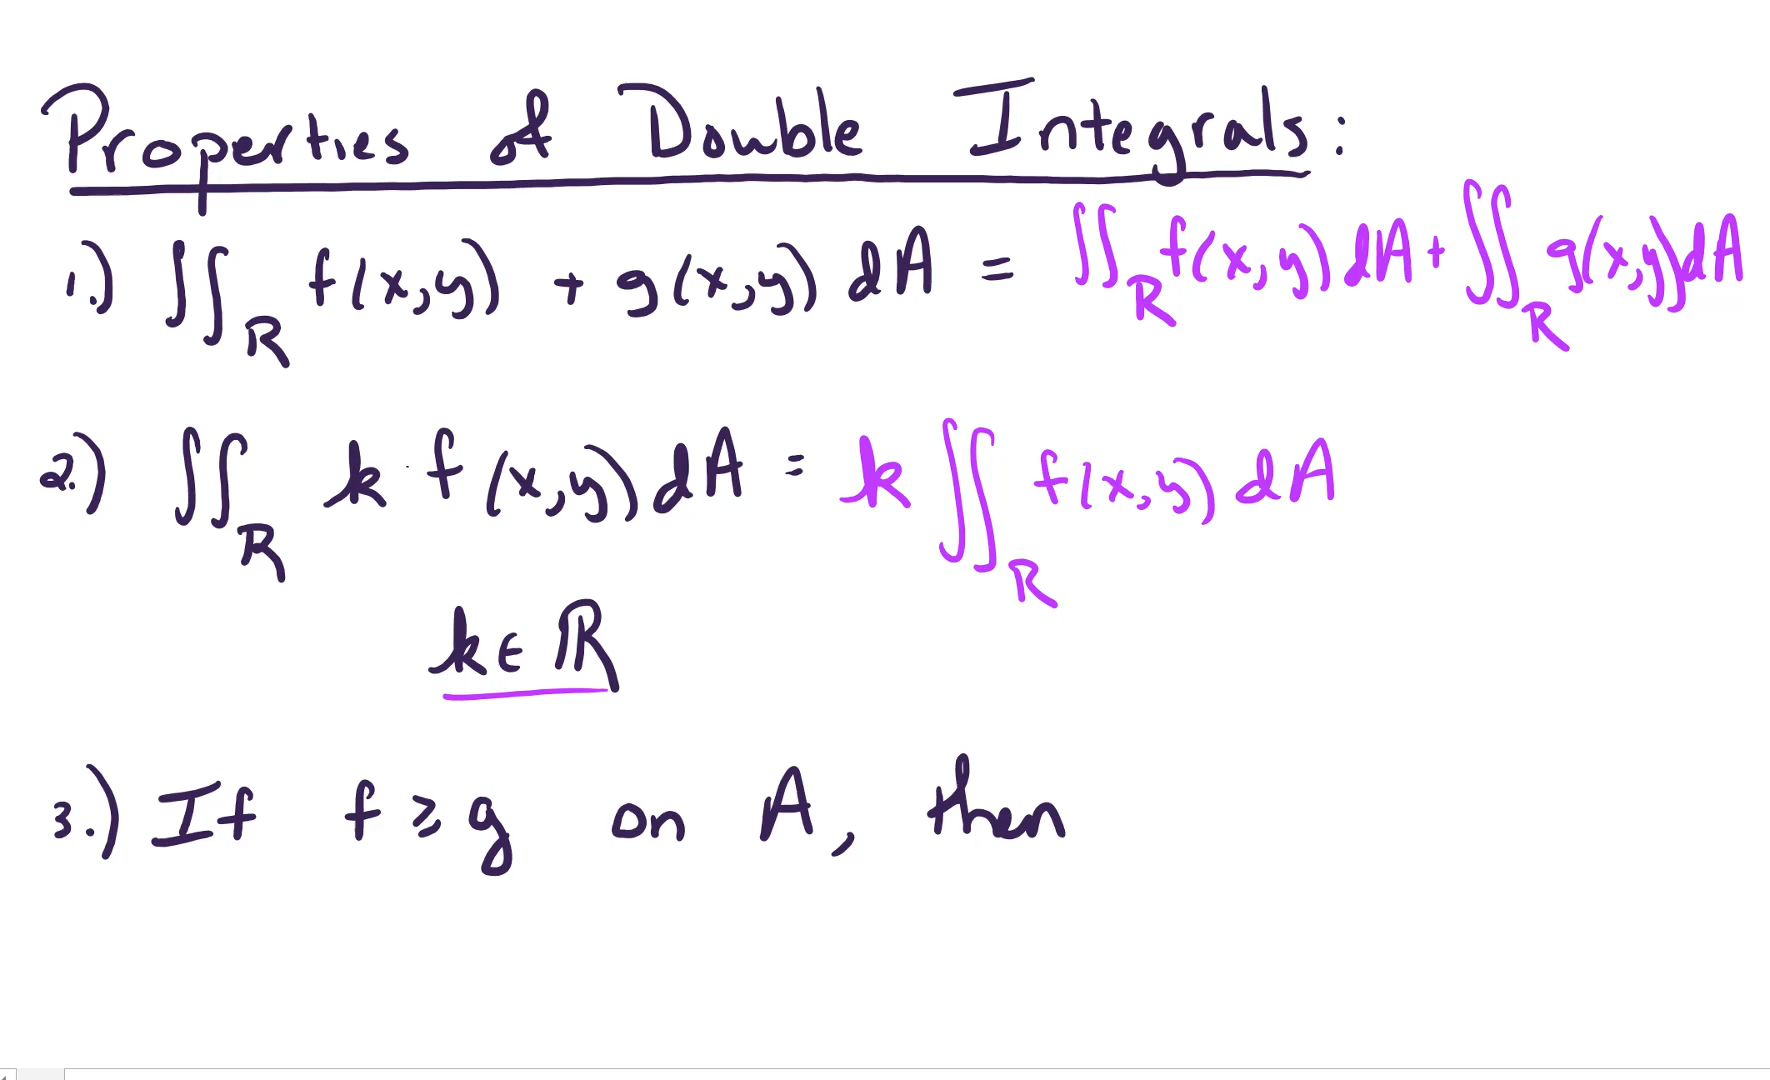 Properties of Double Integrals:
1.) ∬_R f(x,y) + g(x,y) dA = ∬_R f(x,y) dA + ∬_R g(x,y) dA
2.) ∬_R k · f(x,y) dA = k ∬_R f(x,y) dA
k ∈ ℝ
3.) If f ≥ g on A, then